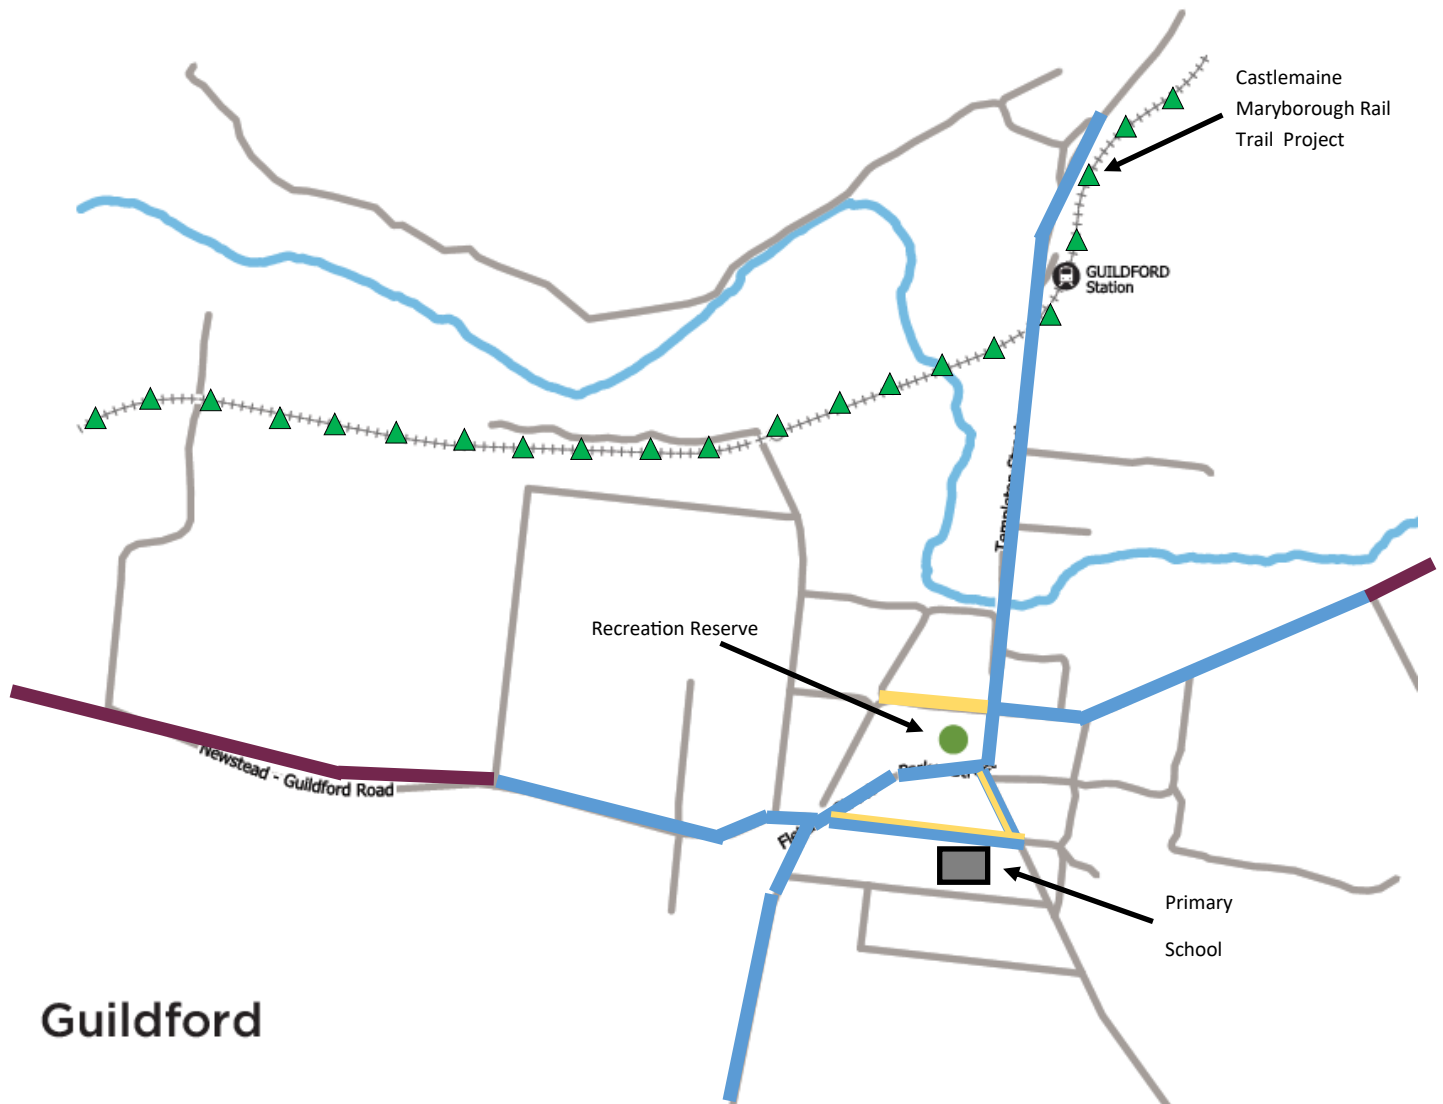 Castlemaine
Maryborough Rail
Trail Project
GUILDFORD
Station
Recreation Reserve
Newstead - Guildford Road
Primary
School
Guildford